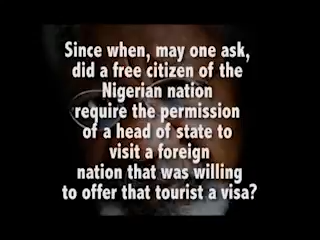 Since when, may one ask,
did a free citizen of the
Nigerian nation
require the permission
of a head of state to
visit a foreign
nation that was willing
to offer that tourist a visa?